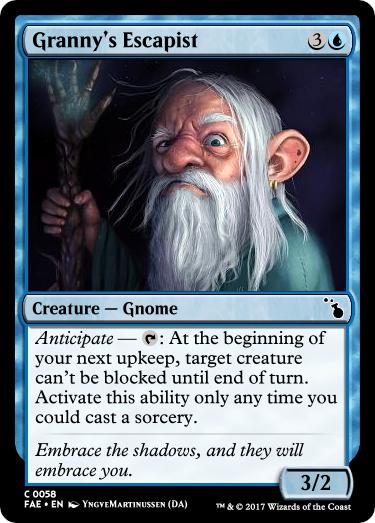 Granny's Escapist 3
Creature — Gnome
Anticipate — : At the beginning of
your next upkeep, target creature
can't be blocked until end of turn.
Activate this ability only any time you
could cast a sorcery.
Embrace the shadows, and they will
embrace you.
3/2
C 0058
FAE • EN YngveMartinussen (DA)
™ & © 2017 Wizards of the Coast